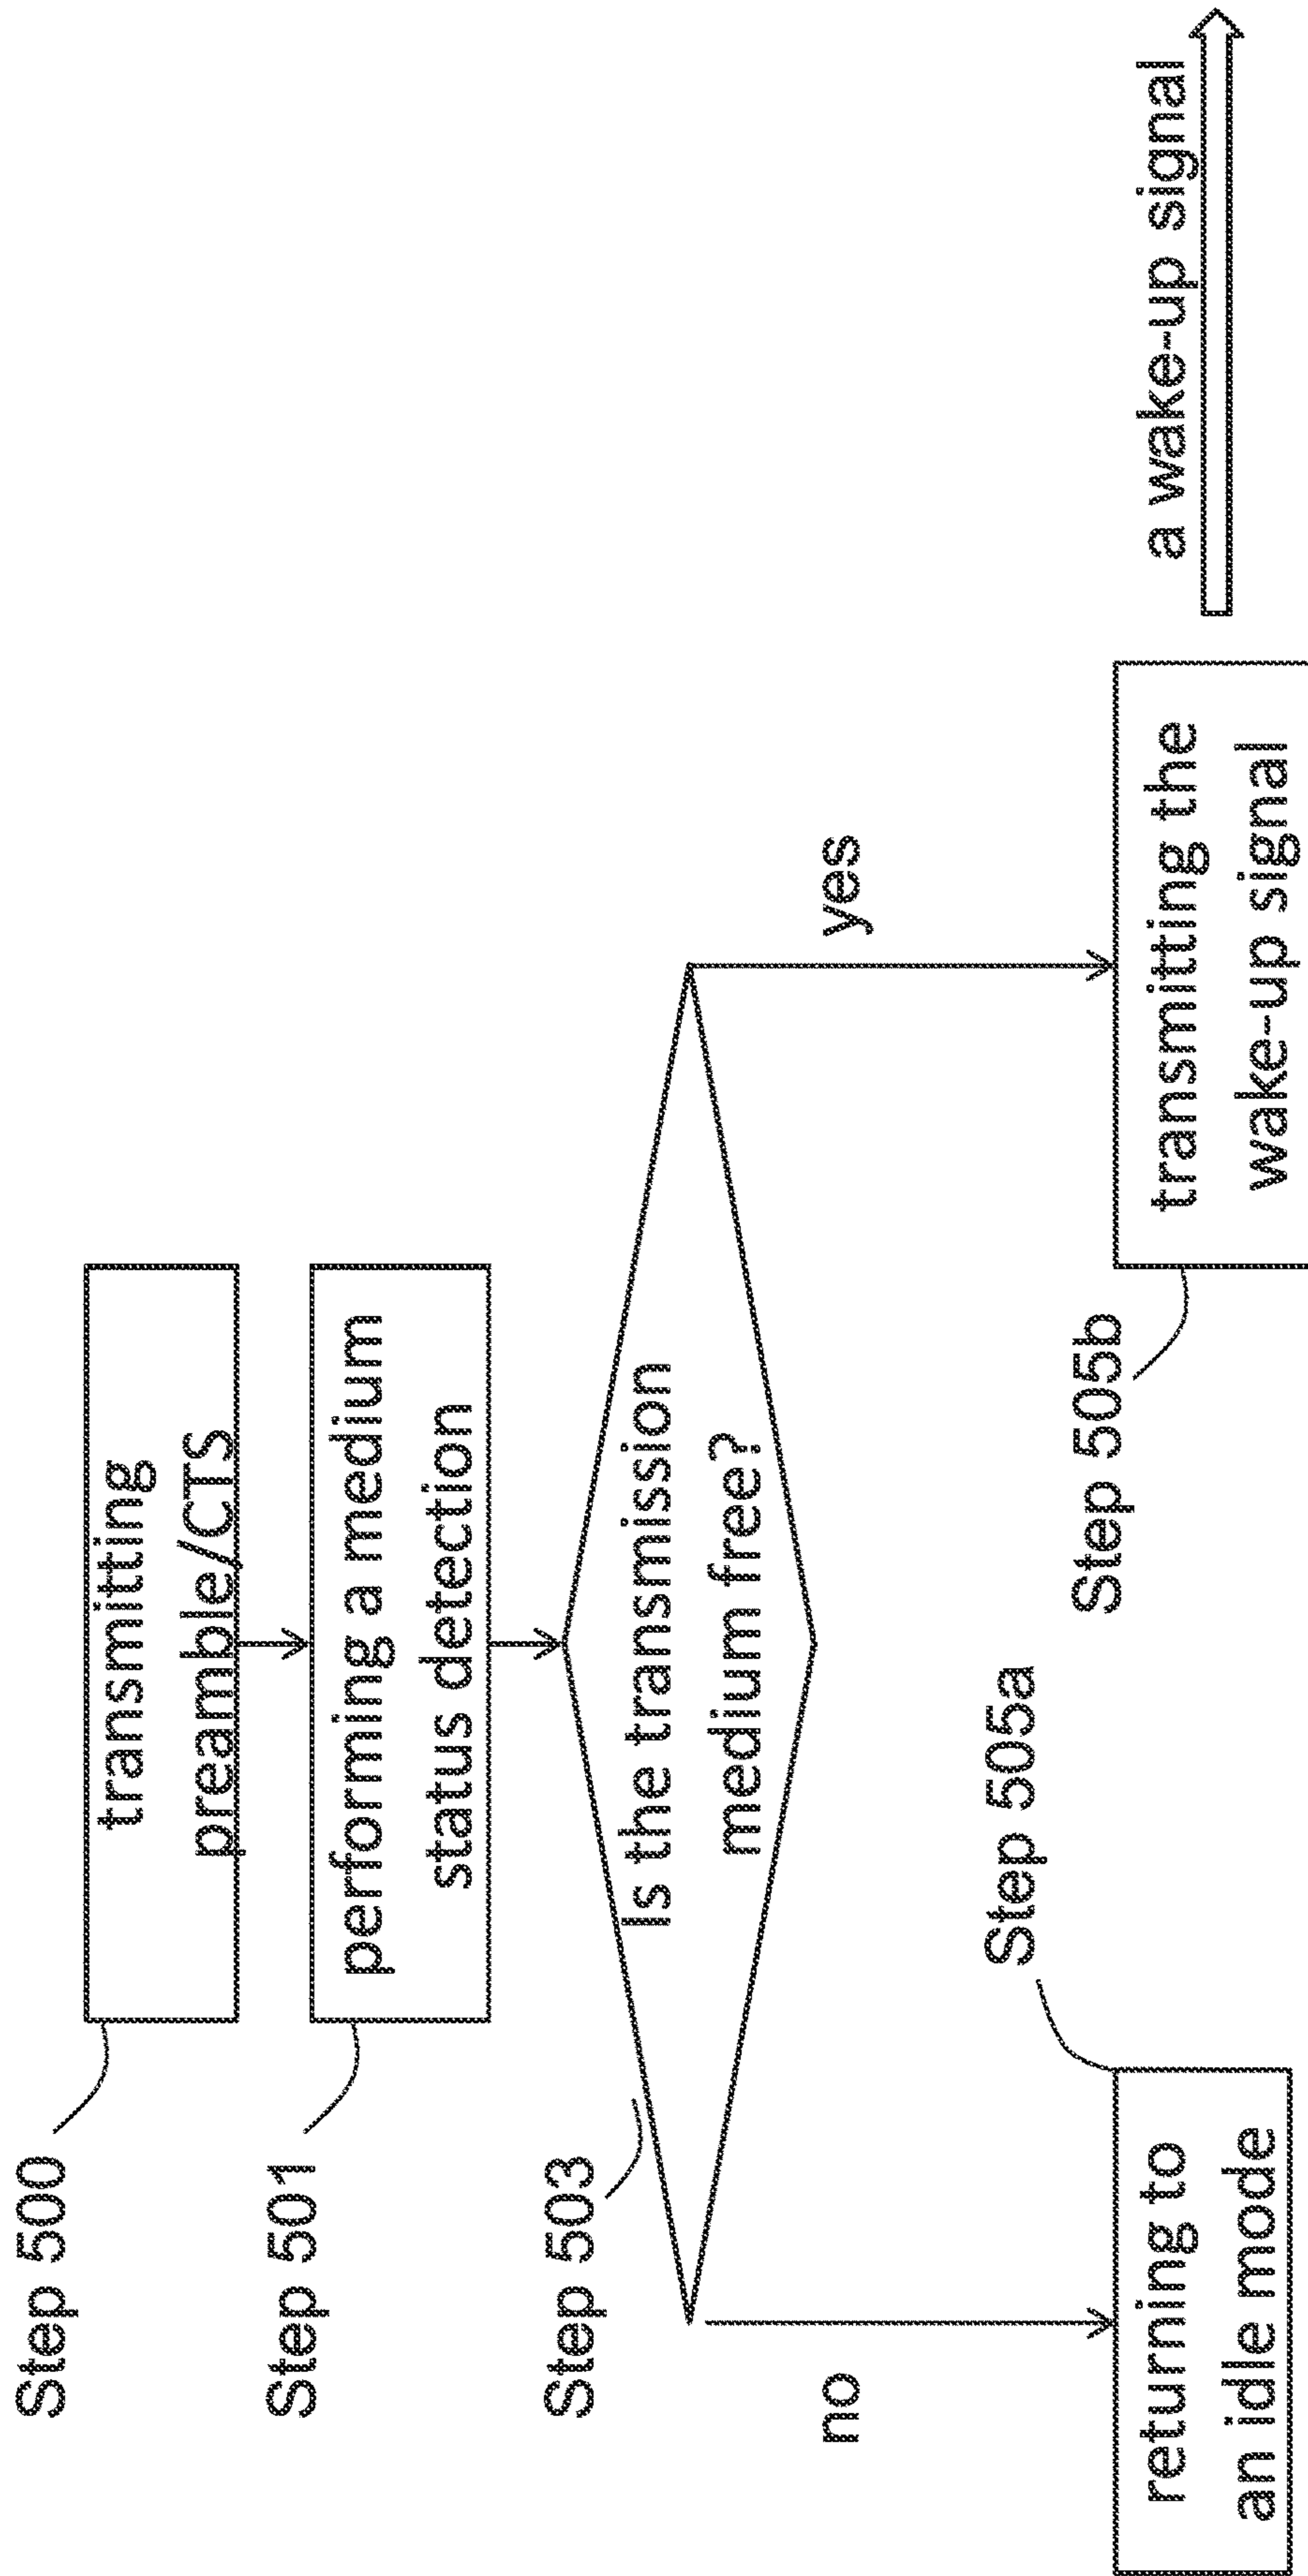 Step 500
transmitting
preamble/CTS
Step 501
performing a medium
status detection
Step 503
Is the transmission
medium free?
no
yes
Step 505a
returning to
an idle mode
Step 505b
transmitting the
wake-up signal
a wake-up signal